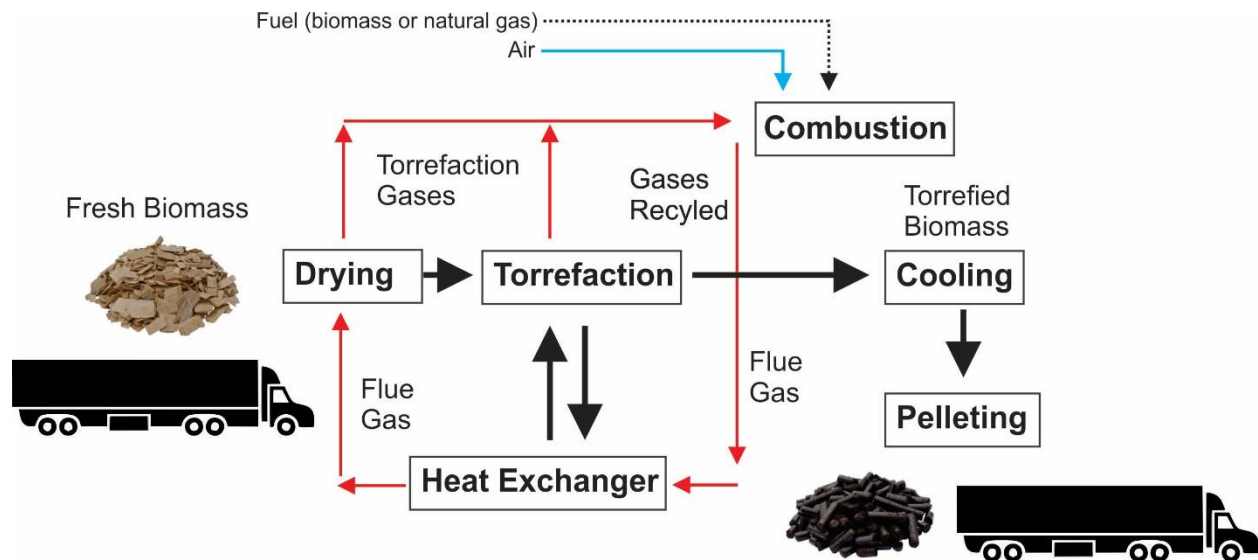 Fuel (biomass or natural gas)
Air
Combustion
Torrefaction
Gases
Gases
Recyled
Fresh Biomass
Torrefied
Biomass
Drying
Torrefaction
Cooling
Flue
Gas
Flue
Gas
Pelleting
Heat Exchanger